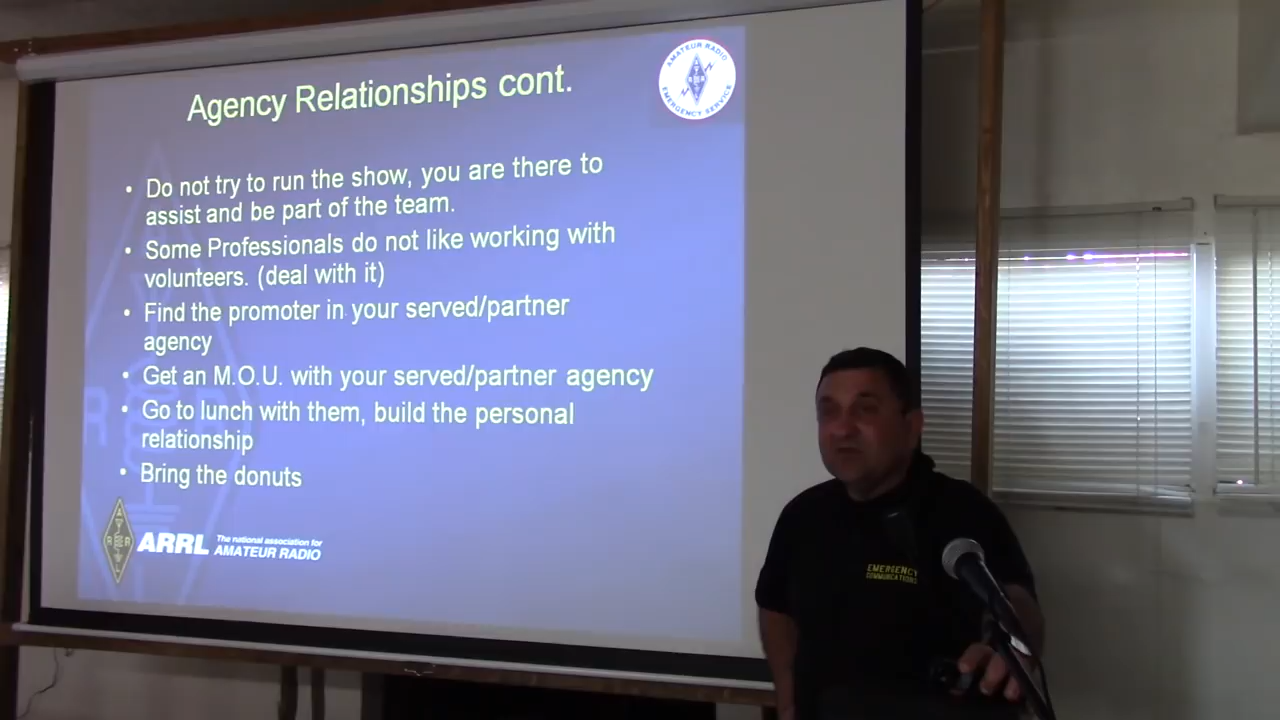 Agency Relationships cont.
AMATEUR RADIO
EMERGENCY SERVICE
• Do not try to run the show, you are there to
assist and be part of the team.
• Some Professionals do not like working with
volunteers. (deal with it)
• Find the promoter in your served/partner
agency
• Get an M.O.U. with your served/partner agency
• Go to lunch with them, build the personal
relationship
• Bring the donuts
ARRL The national association for
AMATEUR RADIO
EMERGENCY
COMMUNICATIONS